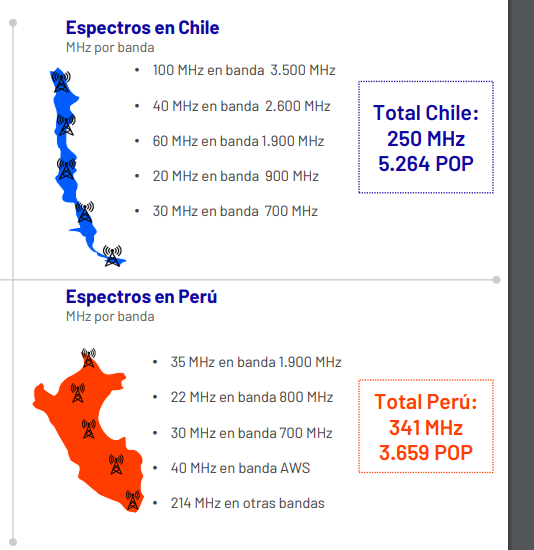 Espectros en Chile
MHz por banda
• 100 MHz en banda 3.500 MHz
• 40 MHz en banda 2.600 MHz
• 60 MHz en banda 1.900 MHz
• 20 MHz en banda 900 MHz
• 30 MHz en banda 700 MHz
Total Chile:
250 MHz
5.264 POP
Espectros en Perú
MHz por banda
• 35 MHz en banda 1.900 MHz
• 22 MHz en banda 800 MHz
• 30 MHz en banda 700 MHz
• 40 MHz en banda AWS
• 214 MHz en otras bandas
Total Perú:
341 MHz
3.659 POP